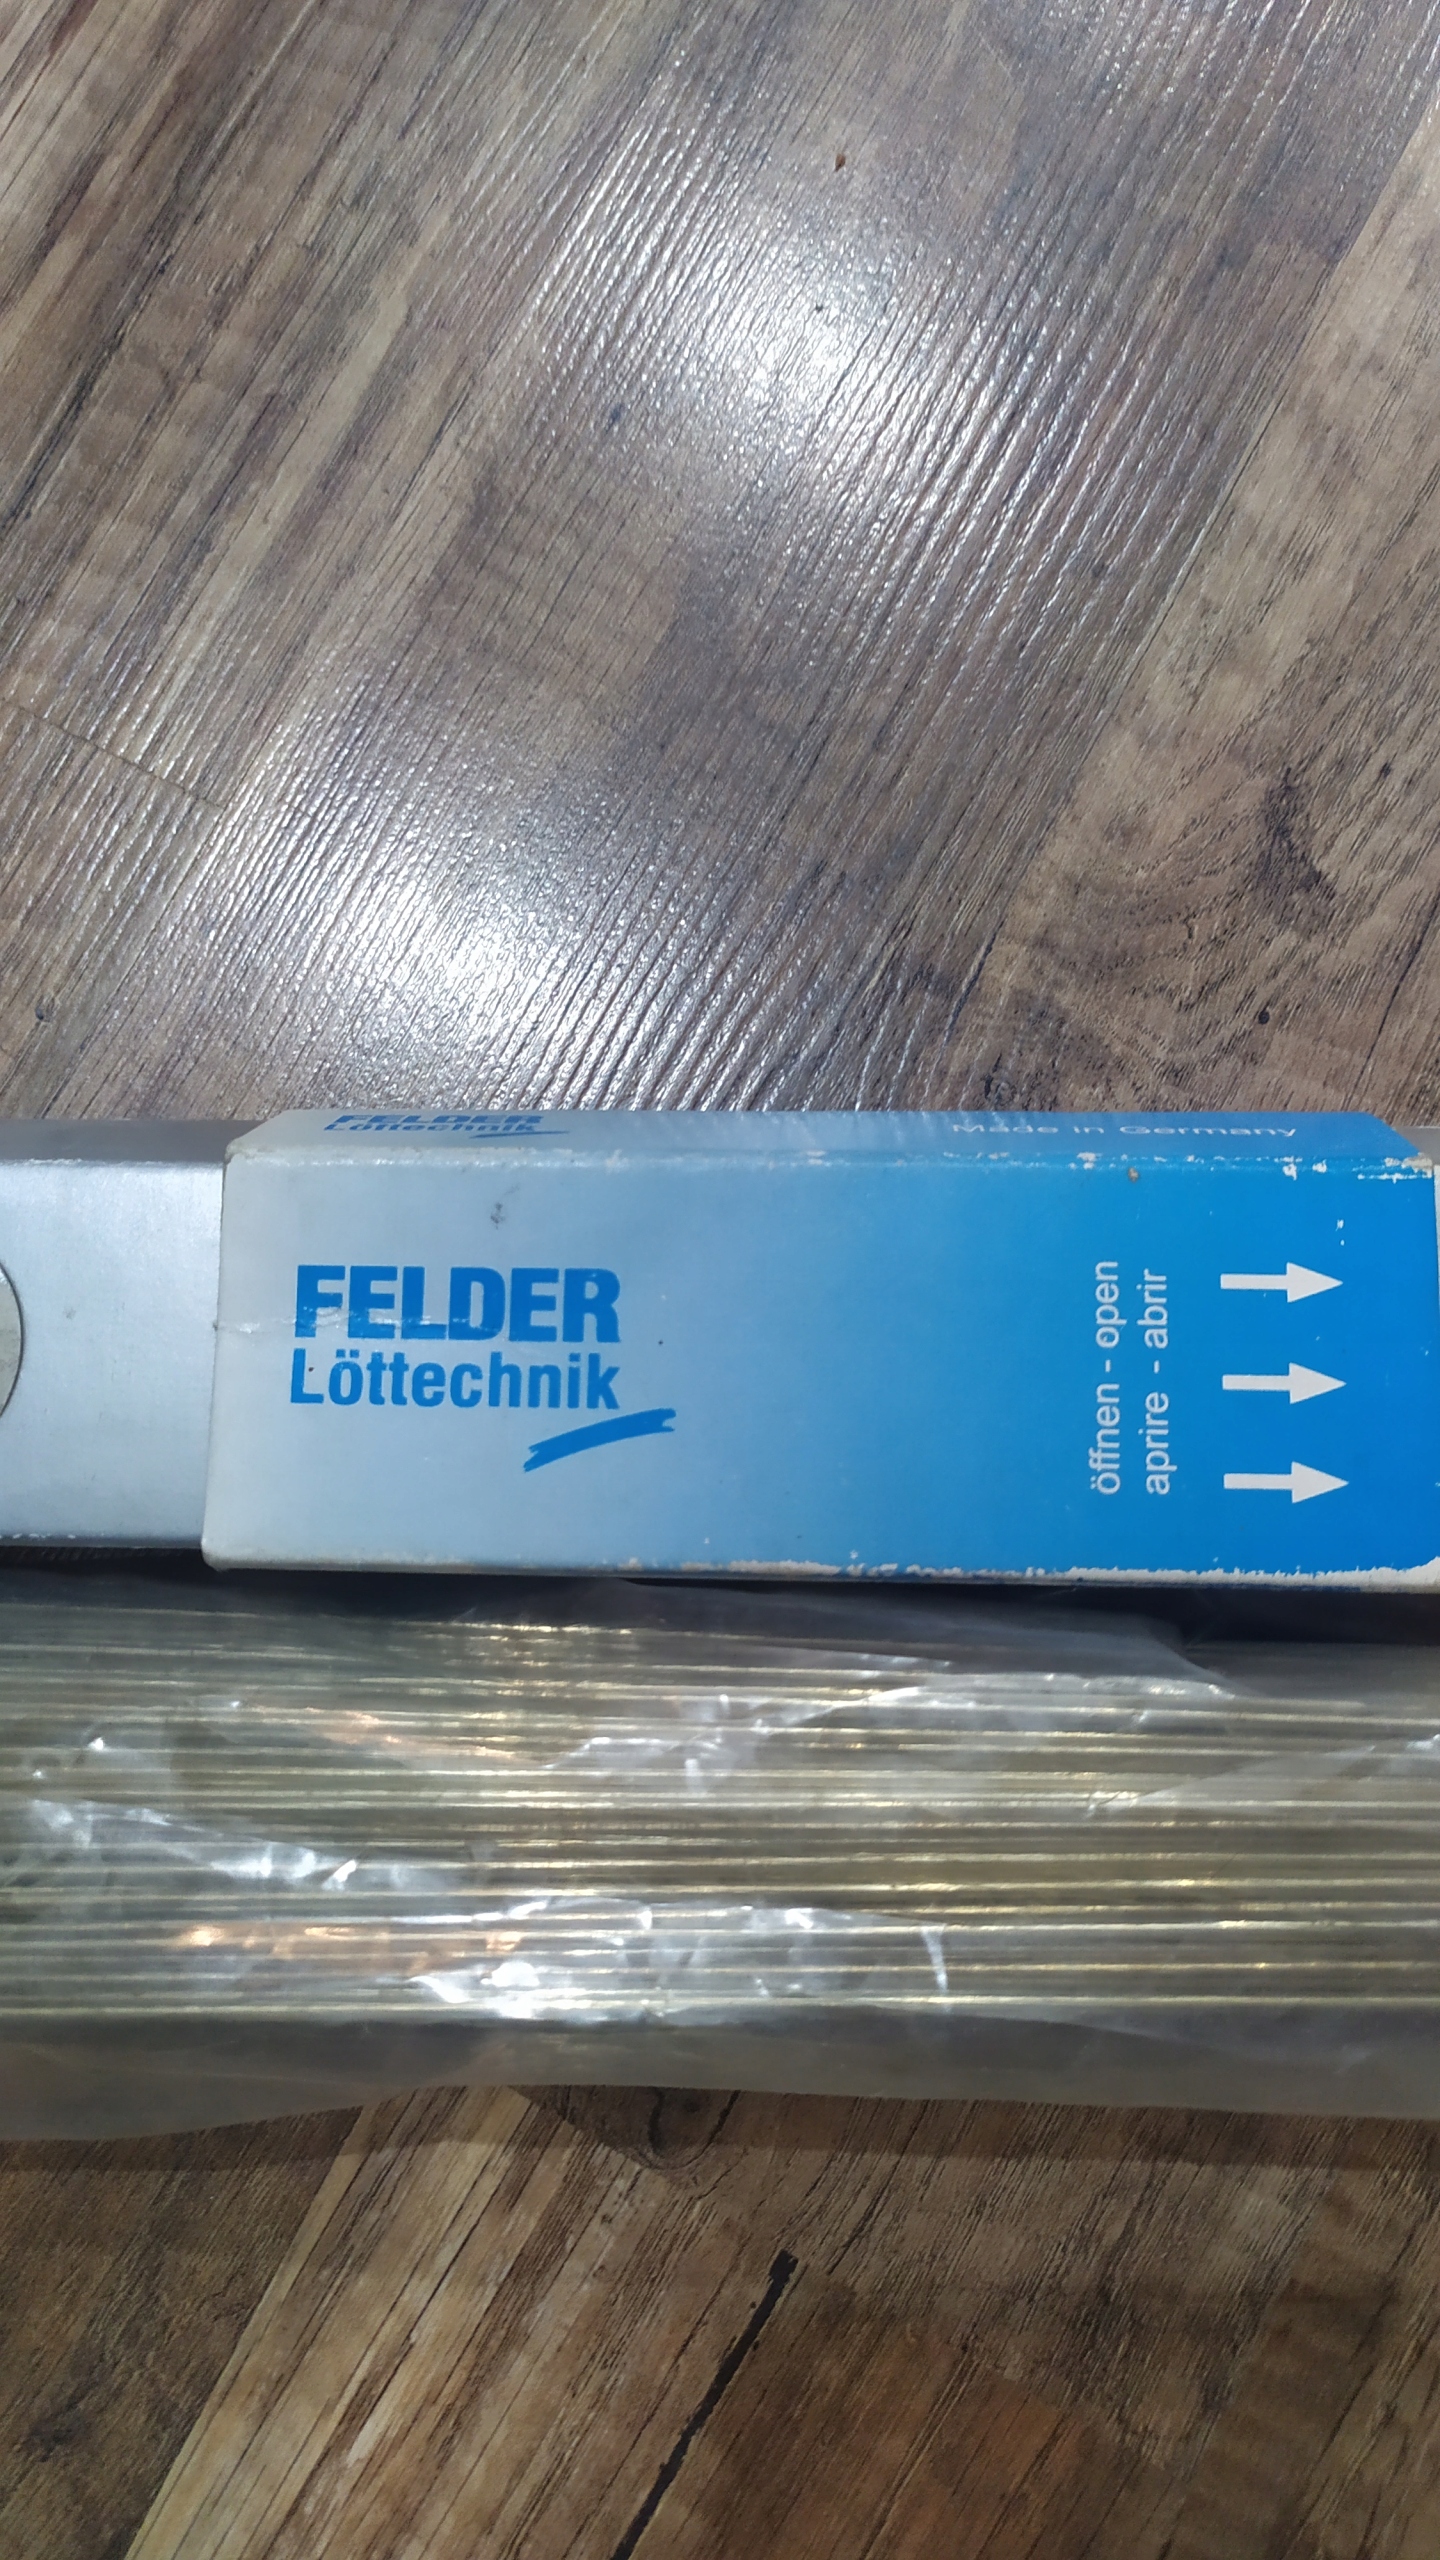 FELDER
Löttechnik
Made in Germany
FELDER
Löttechnik
öffnen - open
aprire - abrir